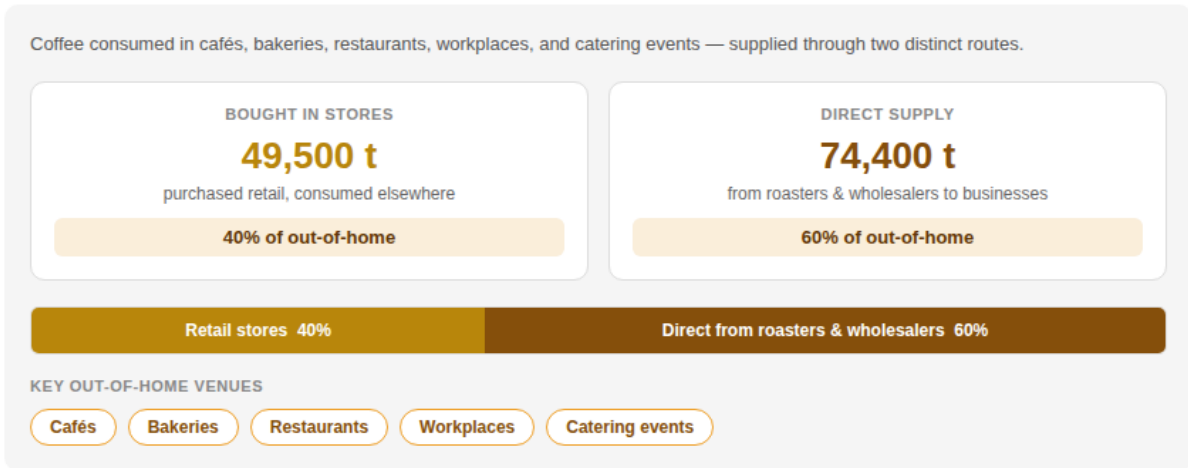 Coffee consumed in cafés, bakeries, restaurants, workplaces, and catering events — supplied through two distinct routes.
BOUGHT IN STORES
49,500 t
purchased retail, consumed elsewhere
40% of out-of-home
DIRECT SUPPLY
74,400 t
from roasters & wholesalers to businesses
60% of out-of-home
Retail stores 40%
Direct from roasters & wholesalers 60%
KEY OUT-OF-HOME VENUES
Cafés
Bakeries
Restaurants
Workplaces
Catering events